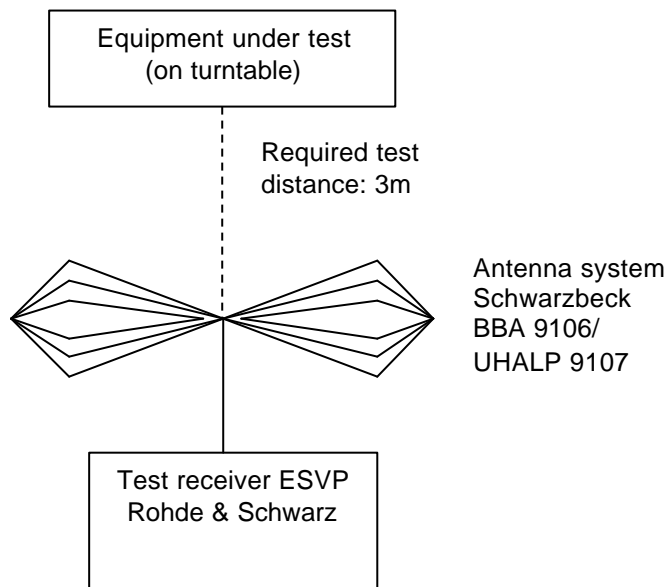 Equipment under test
(on turntable)
Required test
distance: 3m
Antenna system
Schwarzbeck
BBA 9106/
UHALP 9107
Test receiver ESVP
Rohde & Schwarz